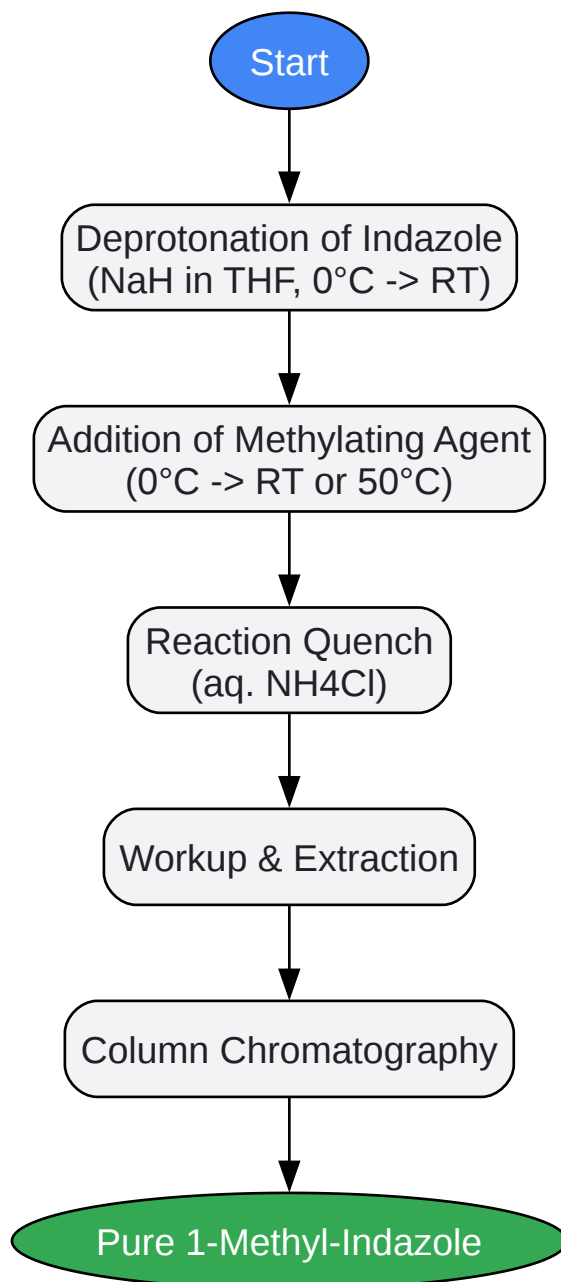 Start
Deprotonation of Indazole
(NaH in THF, 0°C -> RT)
Addition of Methylating Agent
(0°C -> RT or 50°C)
Reaction Quench
(aq. NH4Cl)
Workup & Extraction
Column Chromatography
Pure 1-Methyl-Indazole